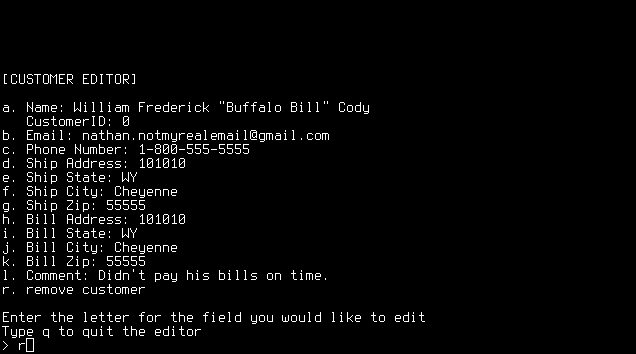 [CUSTOMER EDITOR]
a. Name: William Frederick "Buffalo Bill" Cody
CustomerID: 0
b. Email: nathan.notmyrealemail@gmail.com
c. Phone Number: 1-800-555-5555
d. Ship Address: 101010
e. Ship State: WY
f. Ship City: Cheyenne
g. Ship Zip: 55555
h. Bill Address: 101010
i. Bill State: WY
j. Bill City: Cheyenne
k. Bill Zip: 55555
l. Comment: Didn't pay his bills on time.
r. remove customer
Enter the letter for the field you would like to edit
Type q to quit the editor
> r